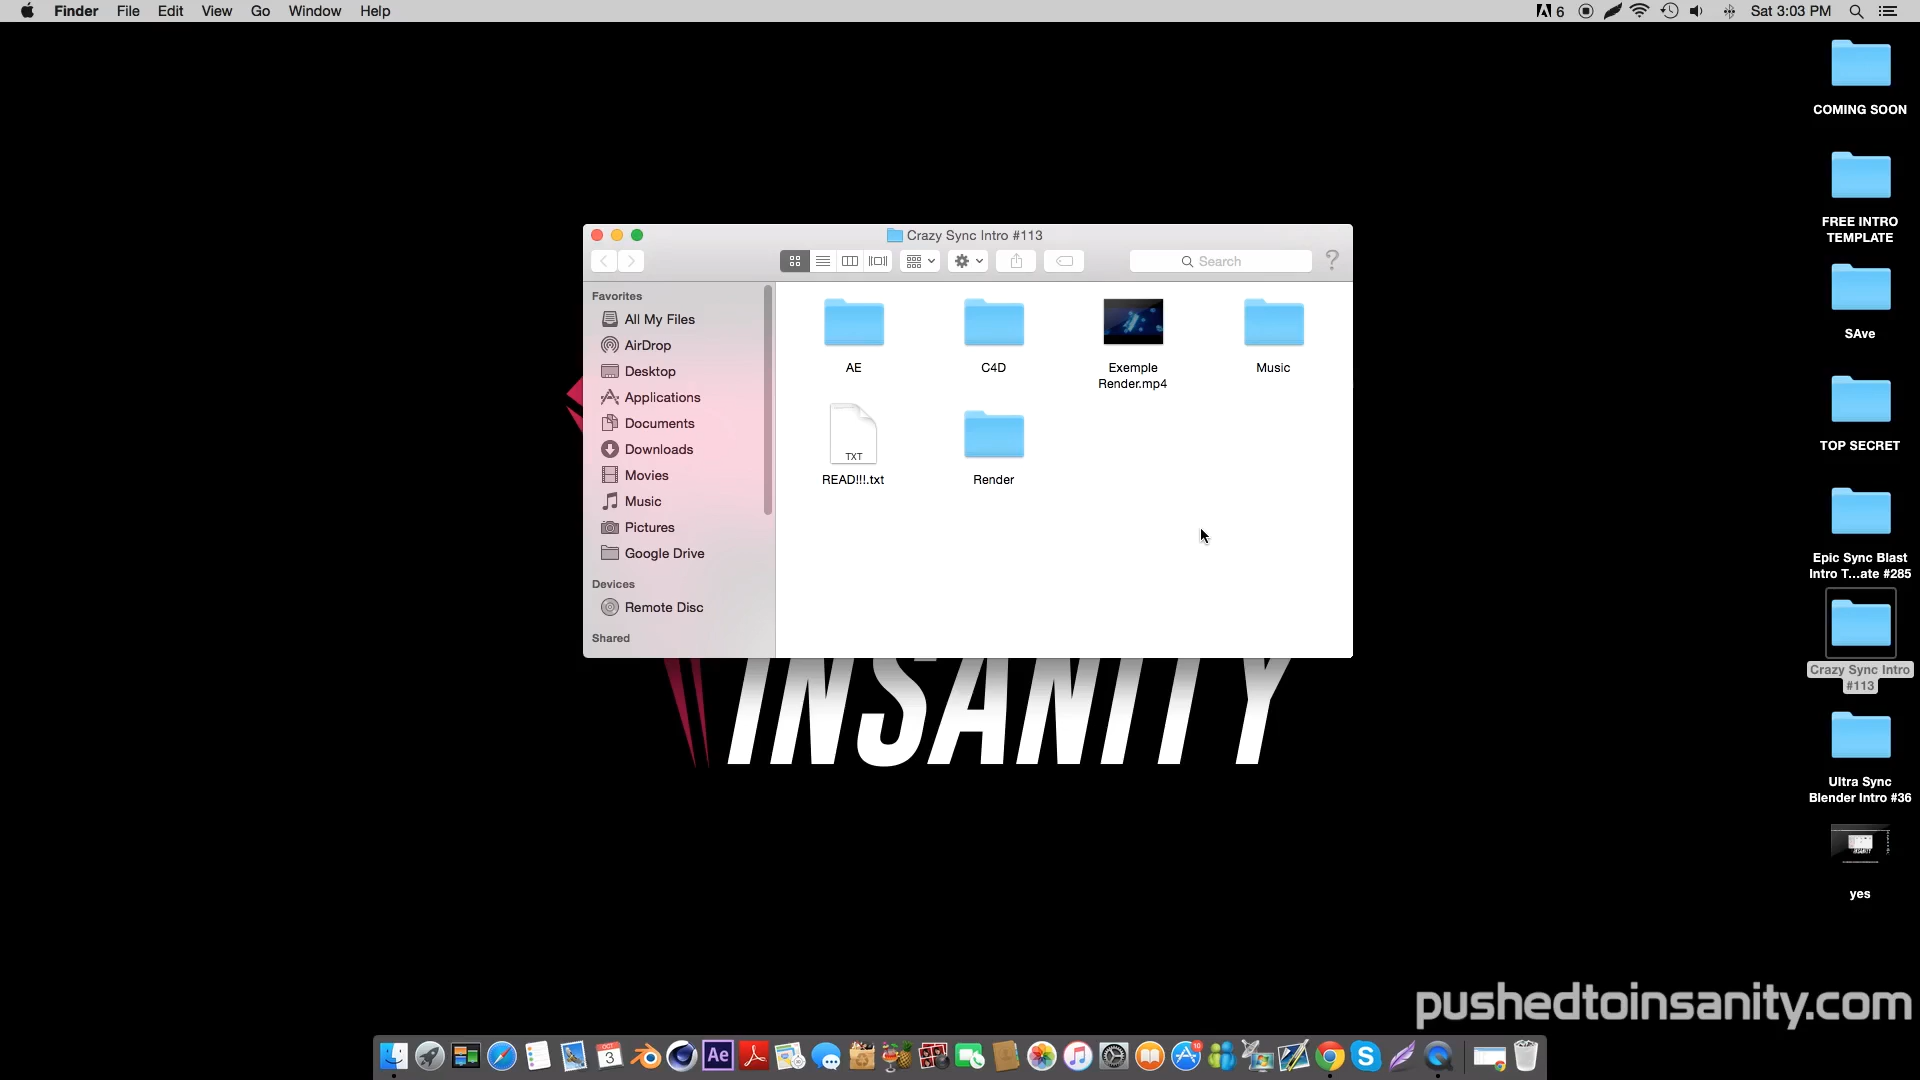 Finder File Edit View Go Window Help
6 Sat 3:03 PM
COMING SOON
FREE INTRO
TEMPLATE
SAve
TOP SECRET
Epic Sync Blast
Intro T...ate #285
Crazy Sync Intro
#113
Ultra Sync
Blender Intro #36
yes
Crazy Sync Intro #113
Search
Favorites
All My Files
AirDrop
Desktop
Applications
Documents
Downloads
Movies
Music
Pictures
Google Drive
Devices
Remote Disc
Shared
AE
C4D
Exemple
Render.mp4
Music
TXT
READ!!!.txt
Render
INSANITY
pushedtoinsanity.com
OCT
3
Ae
10